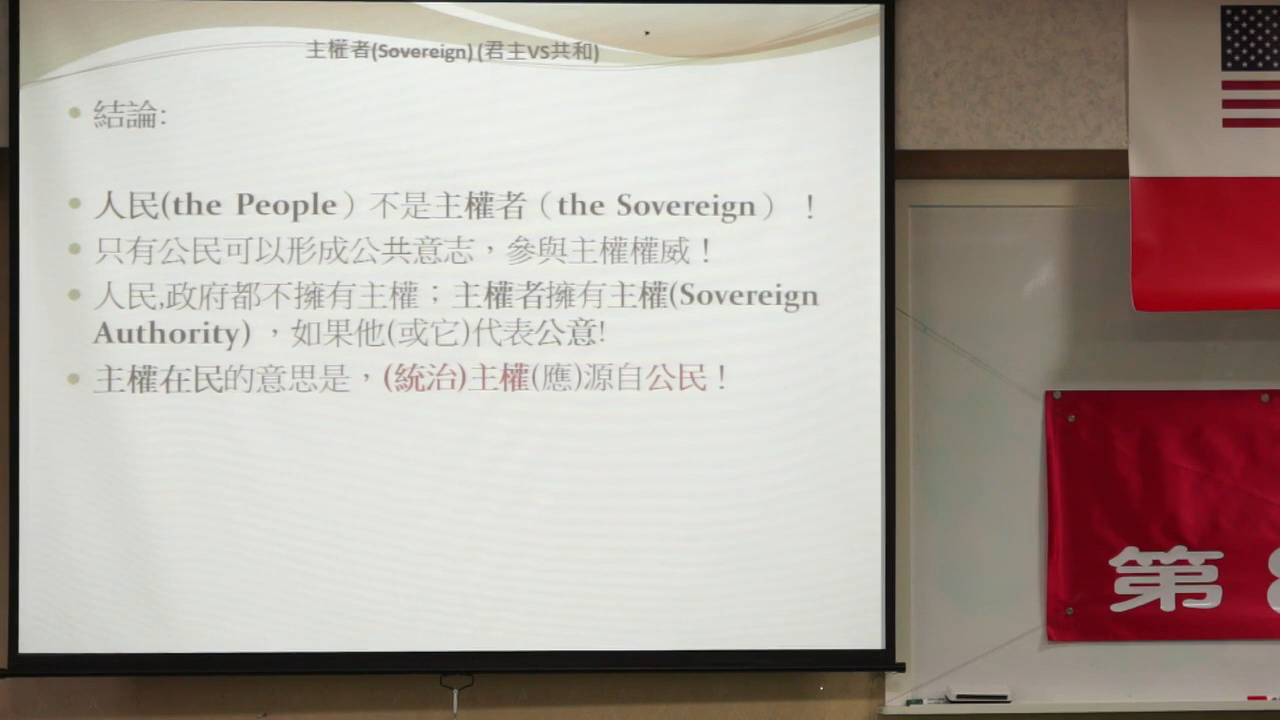 主權者(Sovereign)(君主VS共和)
結論:
人民(the People）不是主權者（the Sovereign） ！
只有公民可以形成公共意志，參與主權權威！
人民,政府都不擁有主權；主權者擁有主權(Sovereign
Authority) ，如果他(或它)代表公意!
主權在民的意思是，(統治)主權(應)源自公民！
第